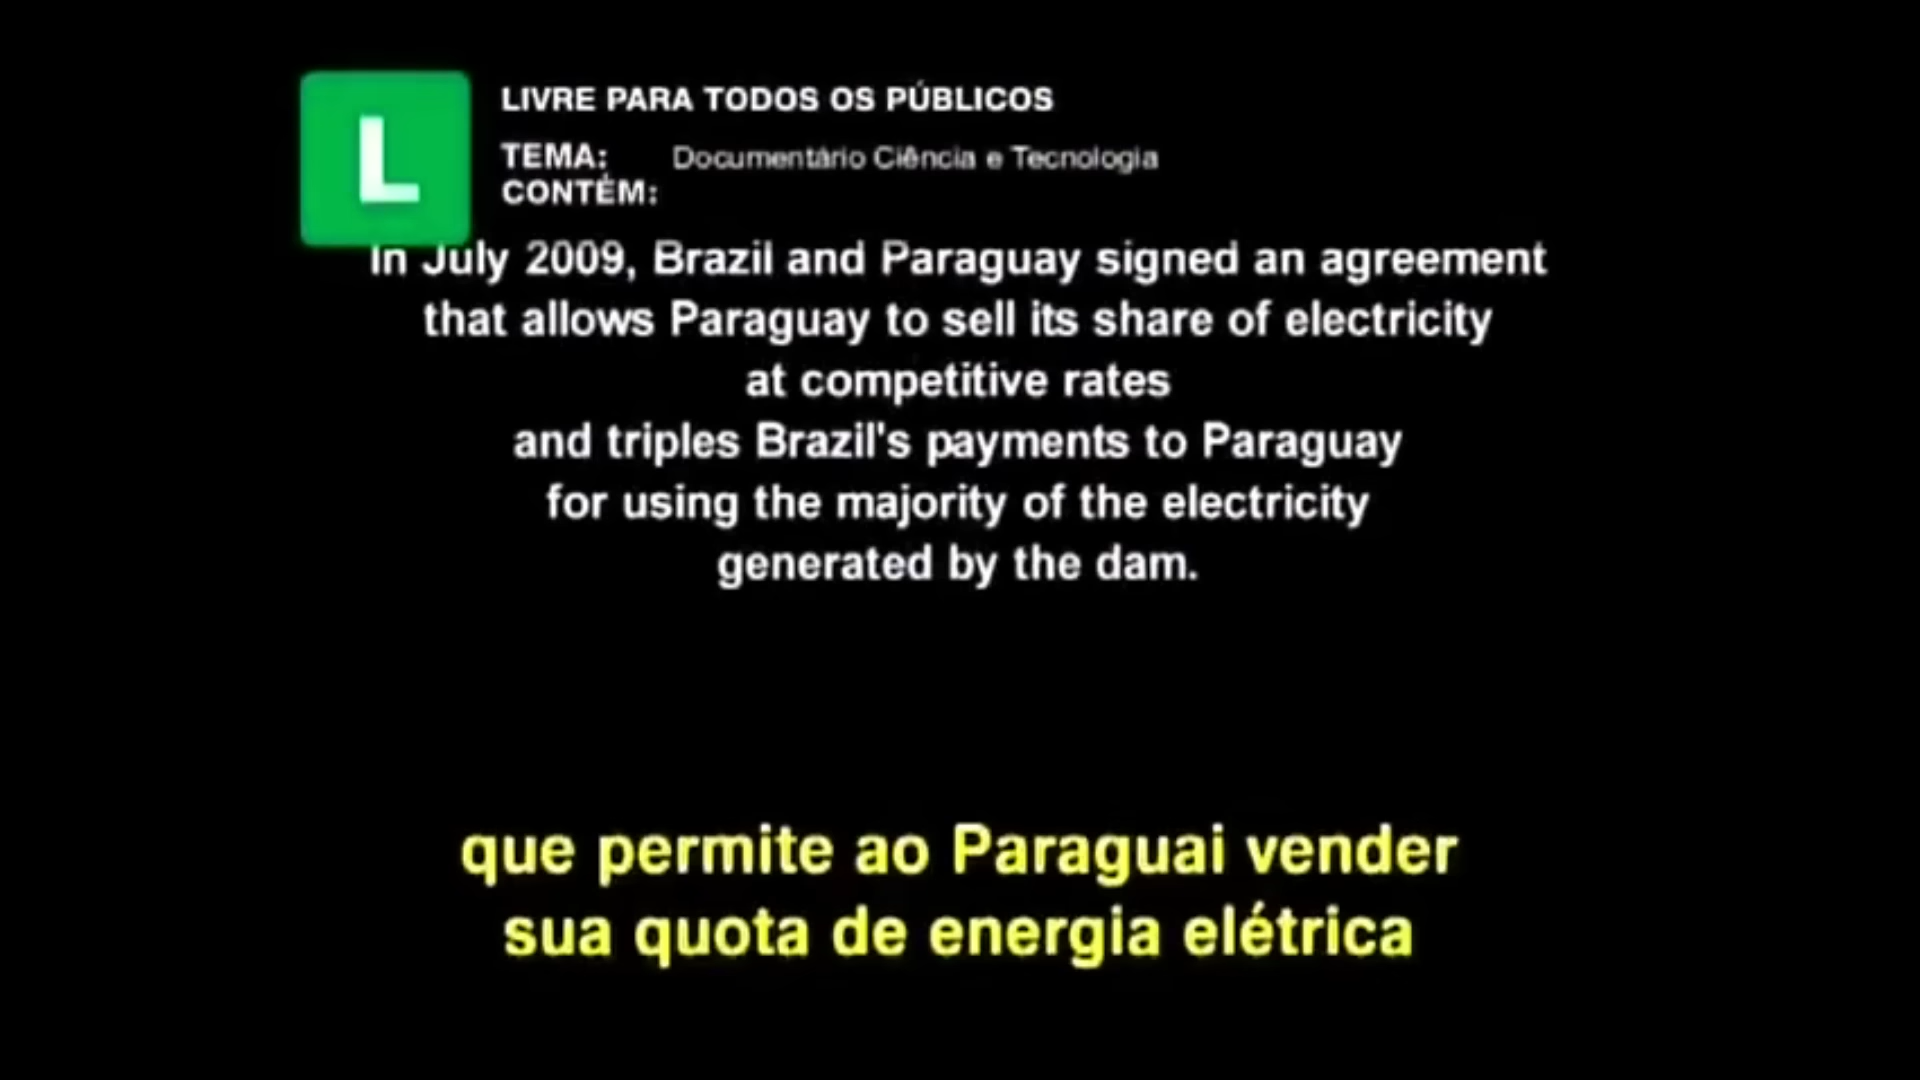 L
LIVRE PARA TODOS OS PÚBLICOS
TEMA: Documentário Ciência e Tecnologia
CONTÉM:
In July 2009, Brazil and Paraguay signed an agreement
that allows Paraguay to sell its share of electricity
at competitive rates
and triples Brazil's payments to Paraguay
for using the majority of the electricity
generated by the dam.
que permite ao Paraguai vender
sua quota de energia elétrica